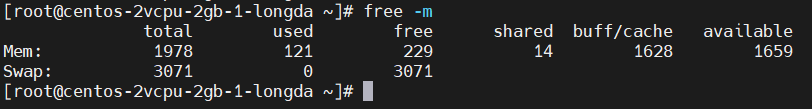 [root@centos-2vcpu-2gb-1-longda ~]# free -m
total used free shared buff/cache available
Mem: 1978 121 229 14 1628 1659
Swap: 3071 0 3071
[root@centos-2vcpu-2gb-1-longda ~]#